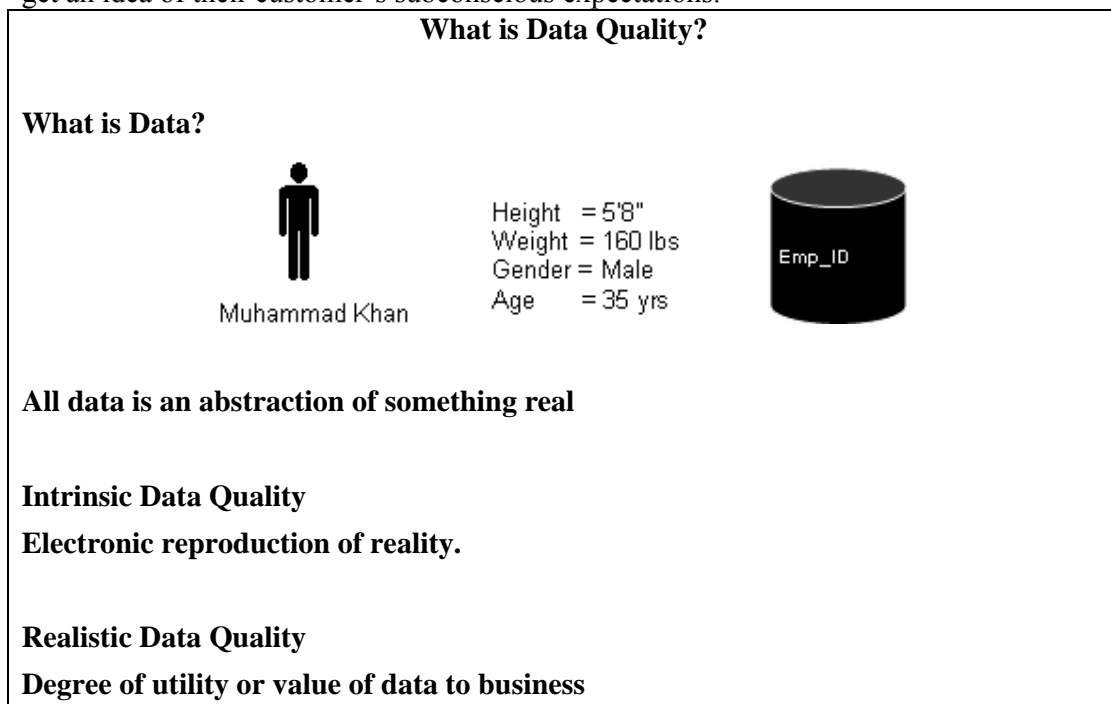 get an idea of their customer's subconscious expectations.
What is Data Quality?
What is Data?
Height = 5'8"
Weight = 160 lbs
Gender = Male
Age = 35 yrs
Emp_ID
Muhammad Khan
All data is an abstraction of something real
Intrinsic Data Quality
Electronic reproduction of reality.
Realistic Data Quality
Degree of utility or value of data to business